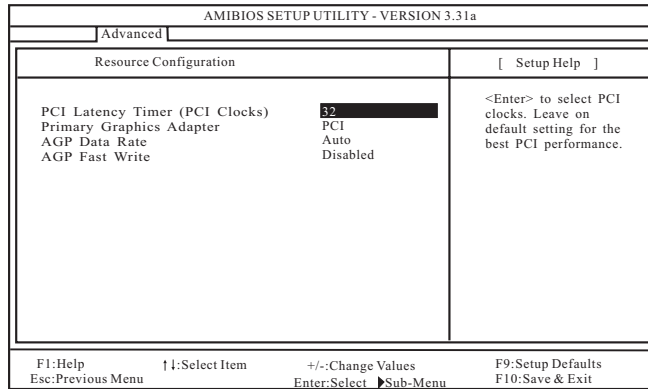 AMIBIOS SETUP UTILITY - VERSION 3.31a
Advanced
Resource Configuration
[ Setup Help ]
PCI Latency Timer (PCI Clocks) 32
Primary Graphics Adapter PCI
AGP Data Rate Auto
AGP Fast Write Disabled
<Enter> to select PCI
clocks. Leave on
default setting for the
best PCI performance.
F1:Help ↑↓:Select Item +/-:Change Values F9:Setup Defaults
Esc:Previous Menu Enter:Select ▶Sub-Menu F10:Save & Exit